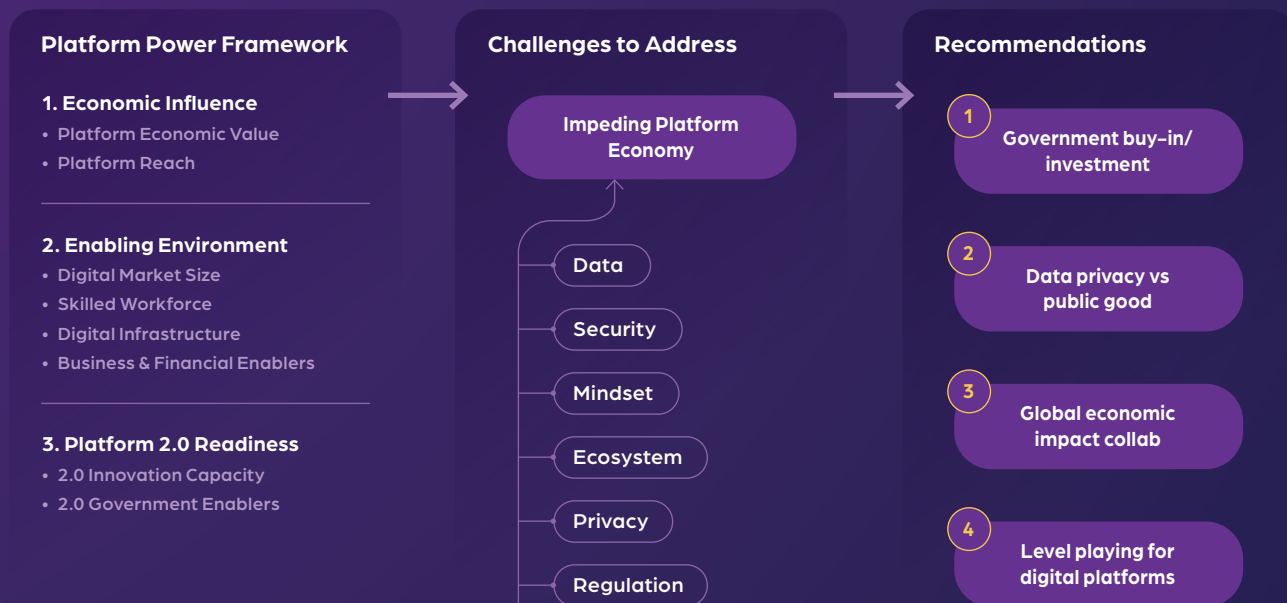 Platform Power Framework
1. Economic Influence
• Platform Economic Value
• Platform Reach
2. Enabling Environment
• Digital Market Size
• Skilled Workforce
• Digital Infrastructure
• Business & Financial Enablers
3. Platform 2.0 Readiness
• 2.0 Innovation Capacity
• 2.0 Government Enablers
Challenges to Address
Impeding Platform
Economy
Data
Security
Mindset
Ecosystem
Privacy
Regulation
Recommendations
1
Government buy-in/
investment
2
Data privacy vs
public good
3
Global economic
impact collab
4
Level playing for
digital platforms